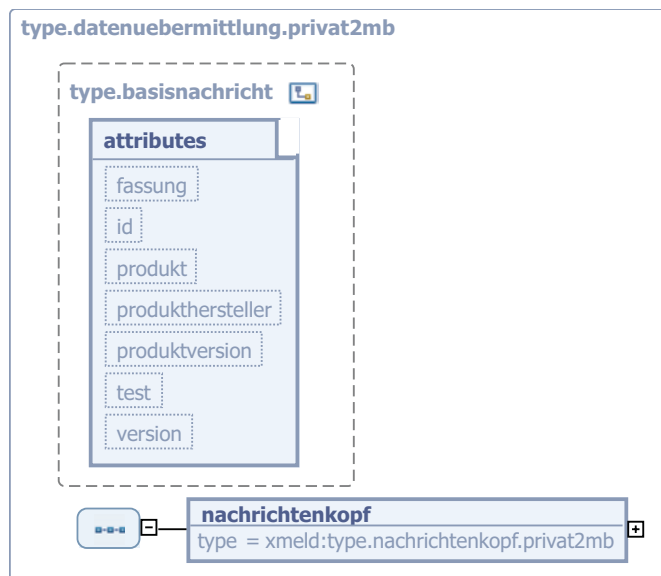 type.datenuebermittlung.privat2mb
type.basisnachricht
attributes
fassung
id
produkt
produkthersteller
produktversion
test
version
nachrichtenkopf
type = xmeld:type.nachrichtenkopf.privat2mb